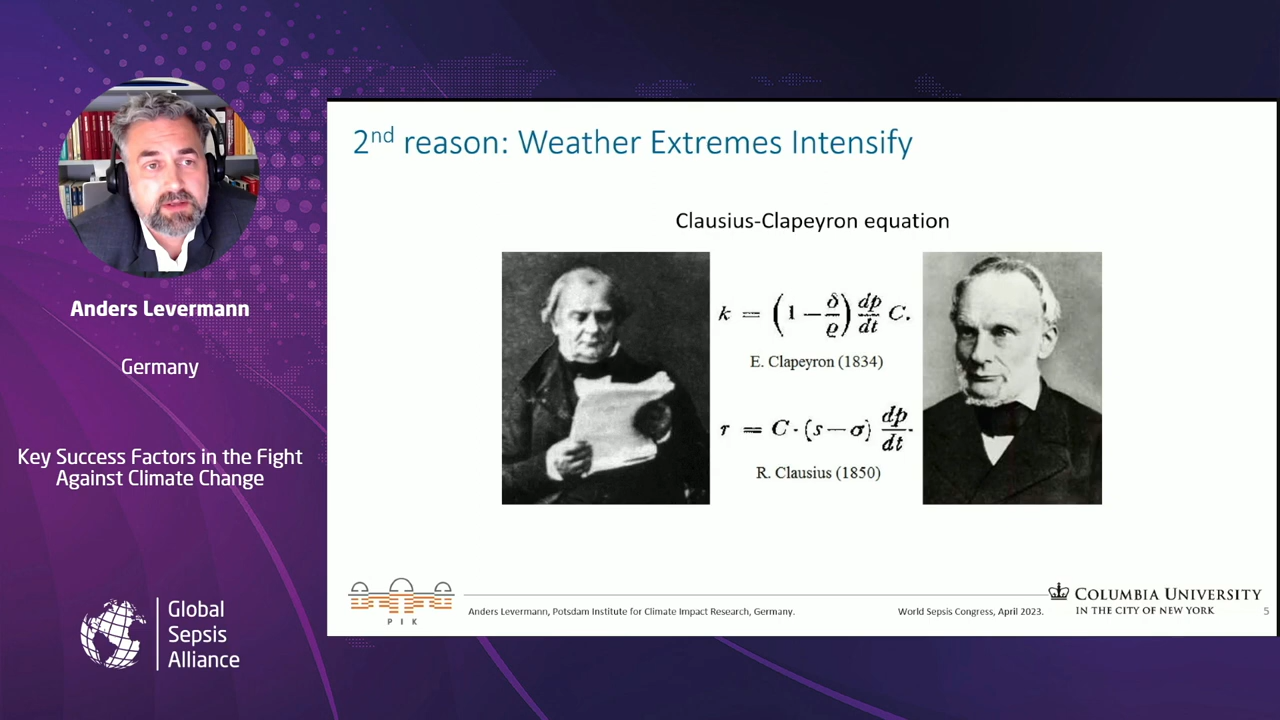 Anders Levermann
Germany
Key Success Factors in the Fight
Against Climate Change
Global
Sepsis
Alliance
2nd reason: Weather Extremes Intensify
Clausius-Clapeyron equation
k = (1 − δ/ϱ) dp/dt C.
E. Clapeyron (1834)
r = C · (s − σ) dp/dt.
R. Clausius (1850)
P I K
Anders Levermann, Potsdam Institute for Climate Impact Research, Germany.
World Sepsis Congress, April 2023.
COLUMBIA UNIVERSITY
IN THE CITY OF NEW YORK
5